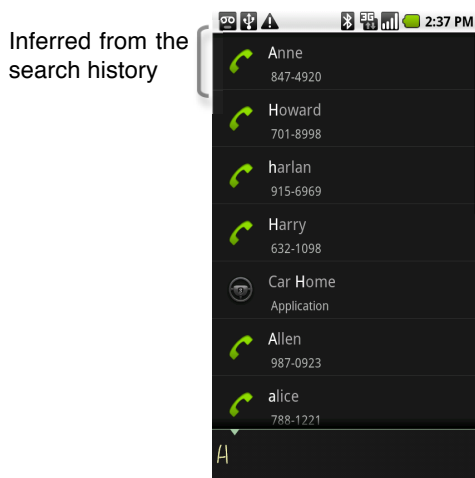 Inferred from the
search history
3G 2:37 PM
Anne
847-4920
Howard
701-8998
harlan
915-6969
Harry
632-1098
Car Home
Application
Allen
987-0923
alice
788-1221